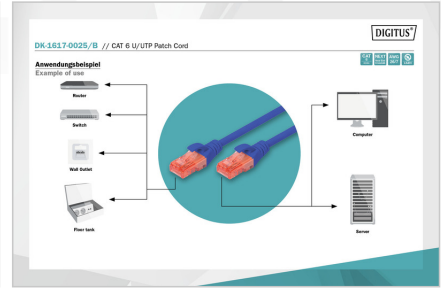 DIGITUS®
DK-1617-0025/B // CAT 6 U/UTP Patch Cord
Anwendungsbeispiel
Example of use
Router
Switch
Wall Outlet
Floor tank
Computer
Server